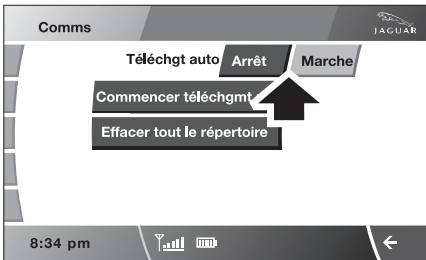 Comms
JAGUAR
Téléchgt auto Arrêt Marche
Commencer téléchgmt
Effacer tout le répertoire
8:34 pm